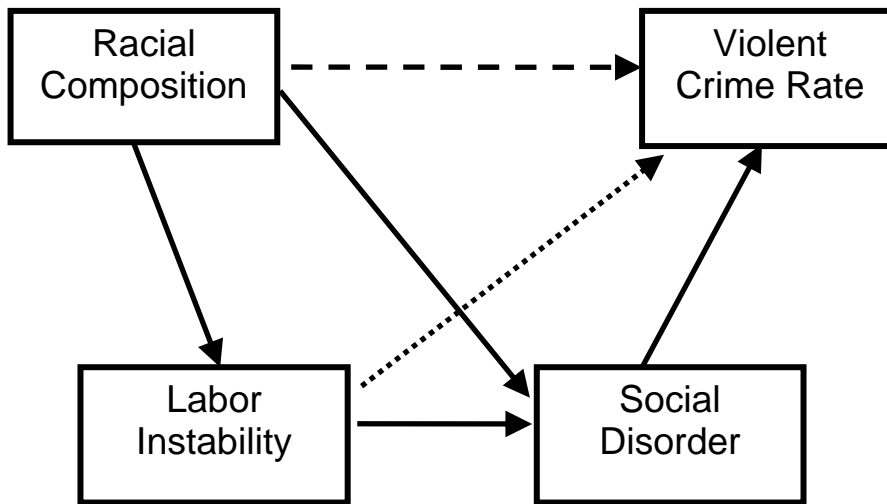 Racial
Composition
Violent
Crime Rate
Labor
Instability
Social
Disorder